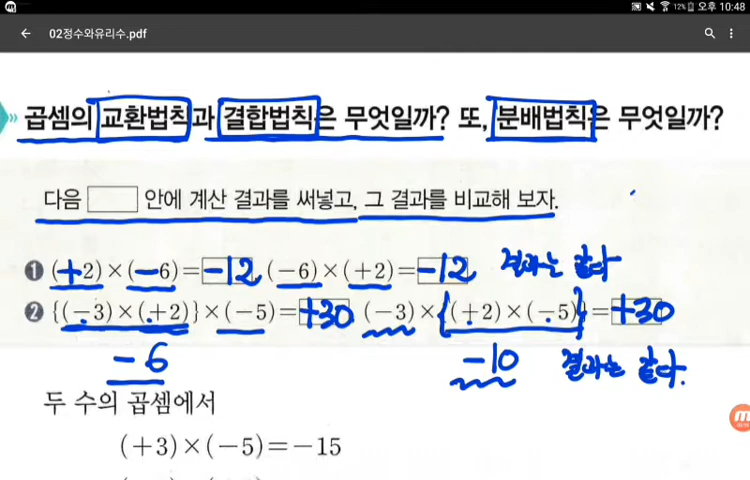 12% 오후 10:48
02정수와유리수.pdf
곱셈의 교환법칙과 결합법칙은 무엇일까? 또, 분배법칙은 무엇일까?
다음 □ 안에 계산 결과를 써넣고, 그 결과를 비교해 보자.
❶ (+2)×(−6)=−12, (−6)×(+2)=−12 결과는 같다
❷ {(−3)×(+2)}×(−5)=+30, (−3)×{(+2)×(−5)}=+30
−6 −10 결과는 같다.
두 수의 곱셈에서
(+3)×(−5)=−15